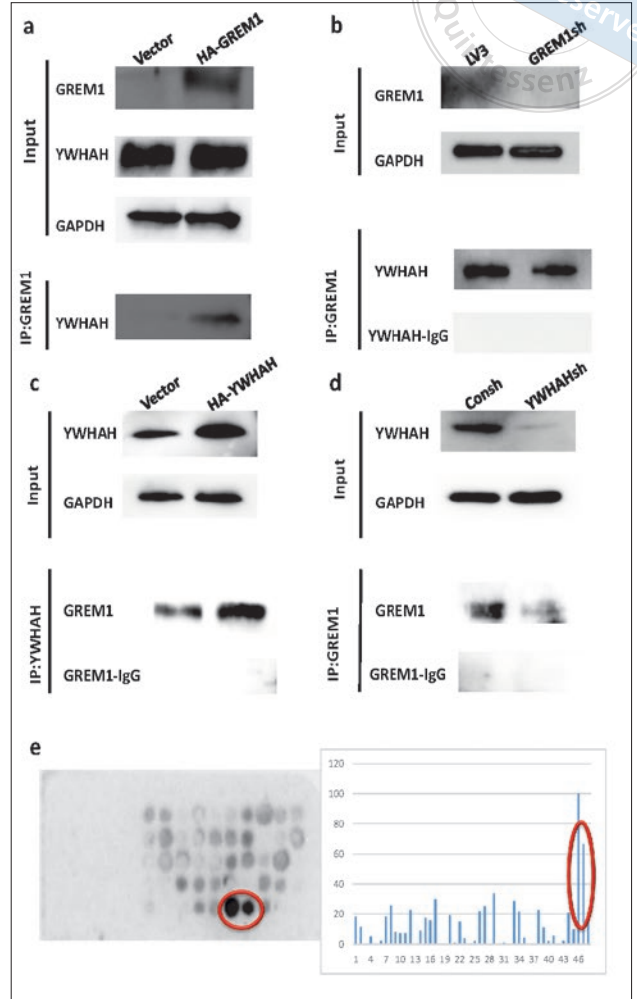 Quintessenz
a
Vector HA-GREM1
Input
GREM1
YWHAH
GAPDH
IP:GREM1
YWHAH
b
LV3 GREM1sh
Input
GREM1
GAPDH
IP:GREM1
YWHAH
YWHAH-IgG
c
Vector HA-YWHAH
Input
YWHAH
GAPDH
IP:YWHAH
GREM1
GREM1-IgG
d
Consh YWHAHsh
Input
YWHAH
GAPDH
IP:GREM1
GREM1
GREM1-IgG
e
120
100
80
60
40
20
0
1 4 7 10 13 16 19 22 25 28 31 34 37 40 43 46